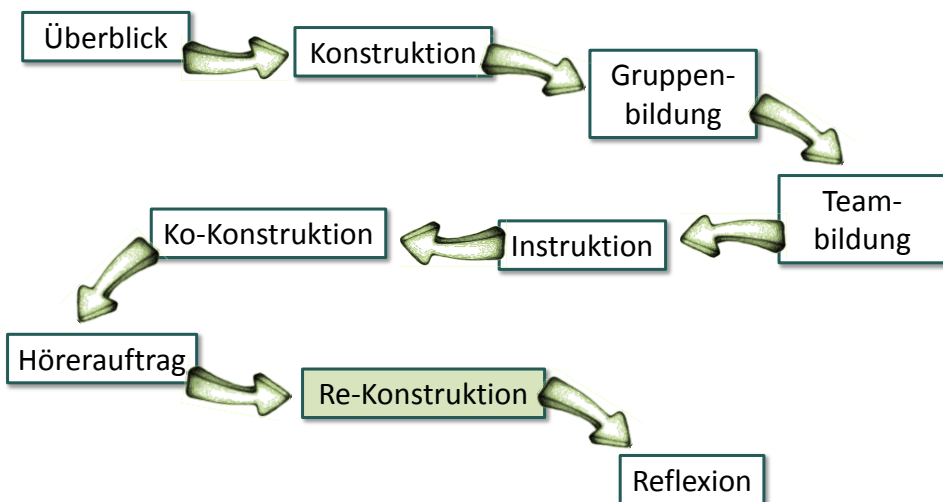 Überblick
Konstruktion
Gruppen-
bildung
Team-
bildung
Instruktion
Ko-Konstruktion
Hörerauftrag
Re-Konstruktion
Reflexion